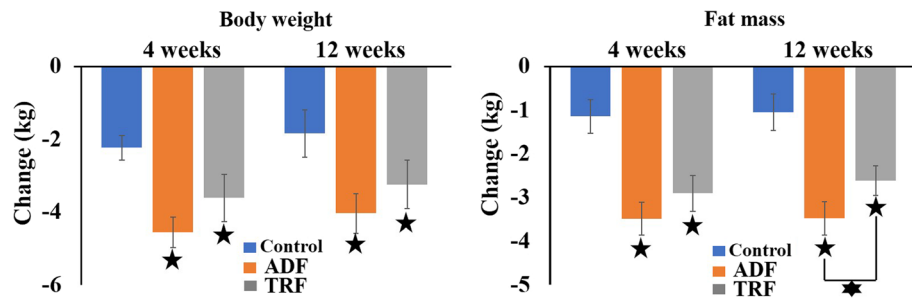 Body weight
4 weeks 12 weeks
0
-2
-4
-6
Change (kg)
Control
ADF
TRF
Fat mass
4 weeks 12 weeks
0
-1
-2
-3
-4
-5
Change (kg)
Control
ADF
TRF